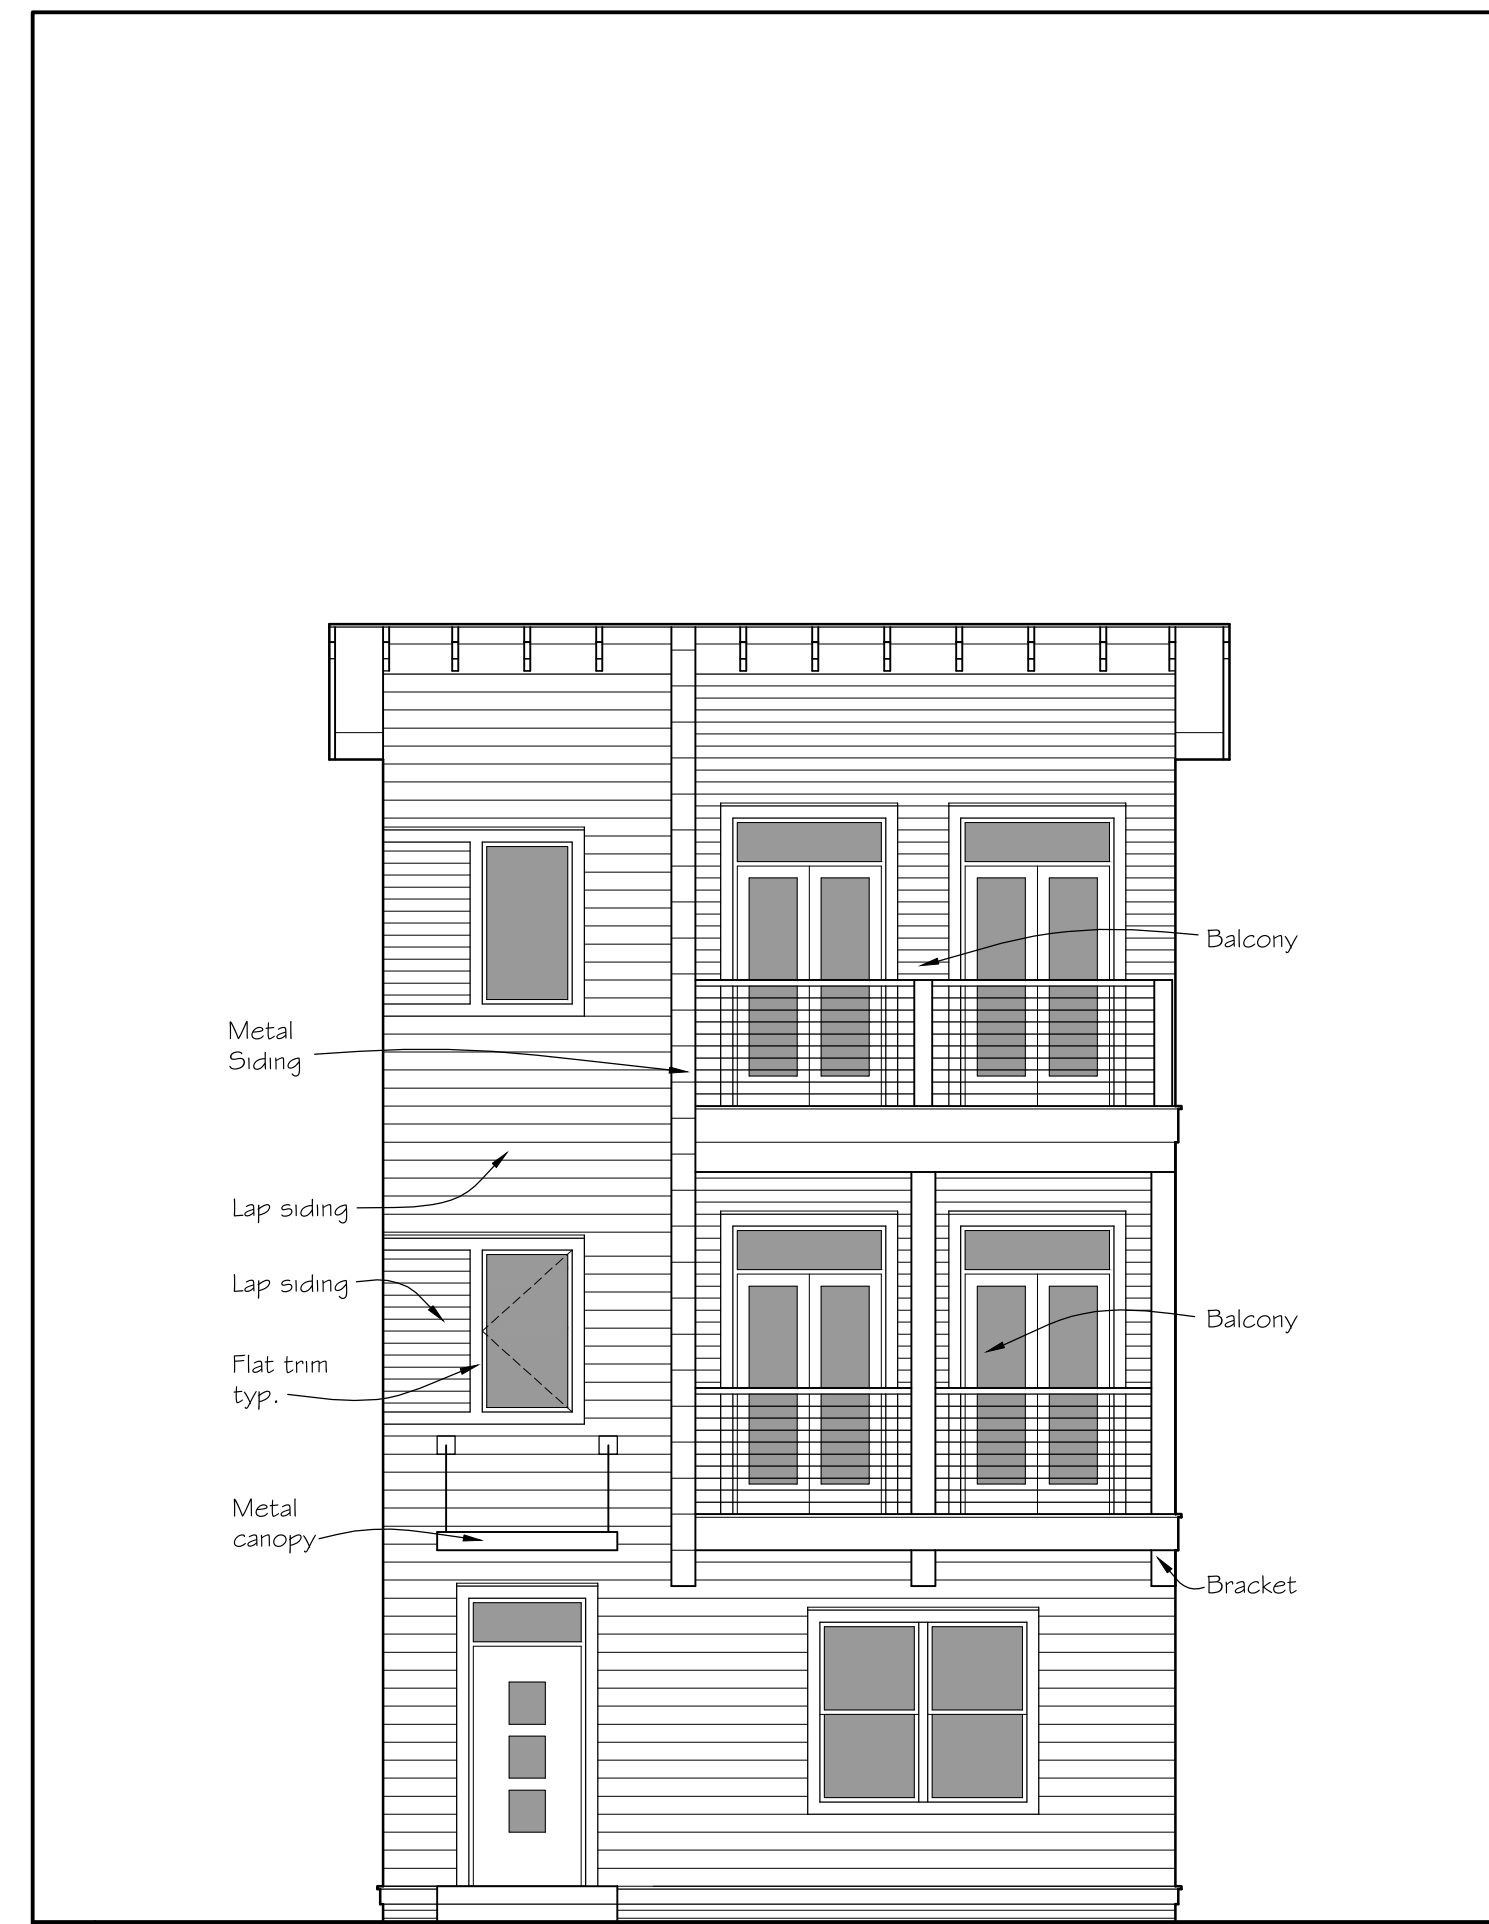 Balcony
Metal
Siding
Lap siding
Lap siding
Balcony
Flat trim
typ.
Metal
canopy
Bracket